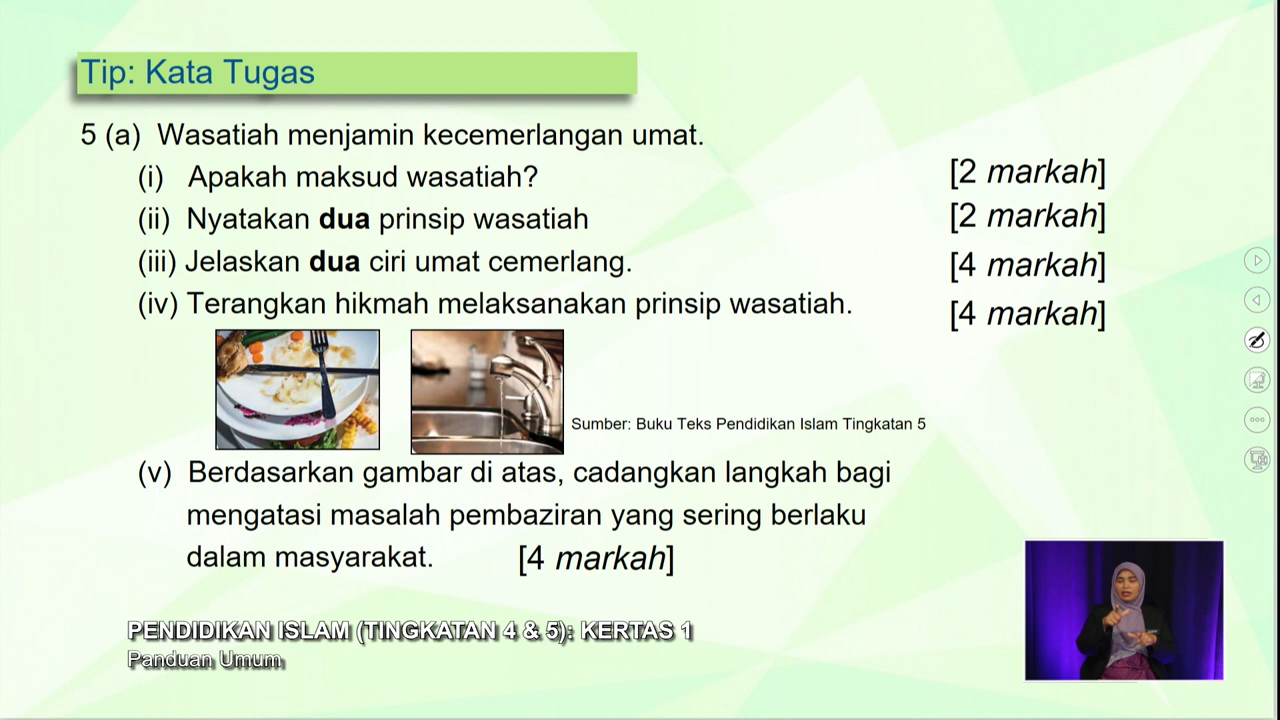 Tip: Kata Tugas
5 (a) Wasatiah menjamin kecemerlangan umat.
(i) Apakah maksud wasatiah? [2 markah]
(ii) Nyatakan dua prinsip wasatiah [2 markah]
(iii) Jelaskan dua ciri umat cemerlang. [4 markah]
(iv) Terangkan hikmah melaksanakan prinsip wasatiah. [4 markah]
Sumber: Buku Teks Pendidikan Islam Tingkatan 5
(v) Berdasarkan gambar di atas, cadangkan langkah bagi
mengatasi masalah pembaziran yang sering berlaku
dalam masyarakat. [4 markah]
PENDIDIKAN ISLAM (TINGKATAN 4 & 5): KERTAS 1
Panduan Umum